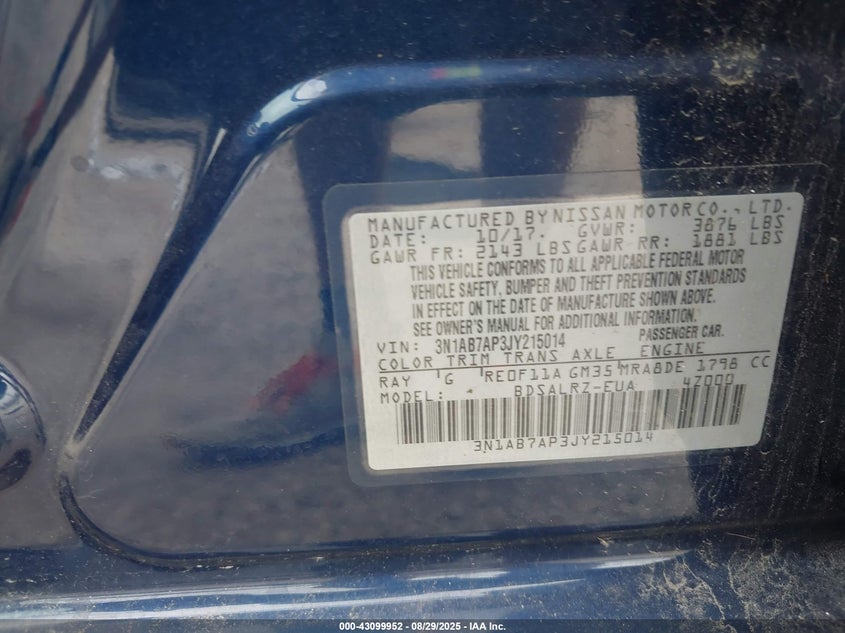 MANUFACTURED BY NISSAN MOTOR CO., LTD.
DATE: 10/17. GVWR: 3876 LBS
GAWR FR: 2143 LBS GAWR RR: 1881 LBS
THIS VEHICLE CONFORMS TO ALL APPLICABLE FEDERAL MOTOR
VEHICLE SAFETY, BUMPER AND THEFT PREVENTION STANDARDS
IN EFFECT ON THE DATE OF MANUFACTURE SHOWN ABOVE.
SEE OWNER'S MANUAL FOR ADDITIONAL INFORMATION.
VIN: 3N1AB7AP3JY215014 PASSENGER CAR.
COLOR TRIM TRANS AXLE ENGINE
RAY 'G RE0F11A GM35 MRA8DE 1798 CC
MODEL: BDSALRZ-EUA 4Z000
3N1AB7AP3JY215014
000-43099952 - 08/29/2025 - IAA Inc.